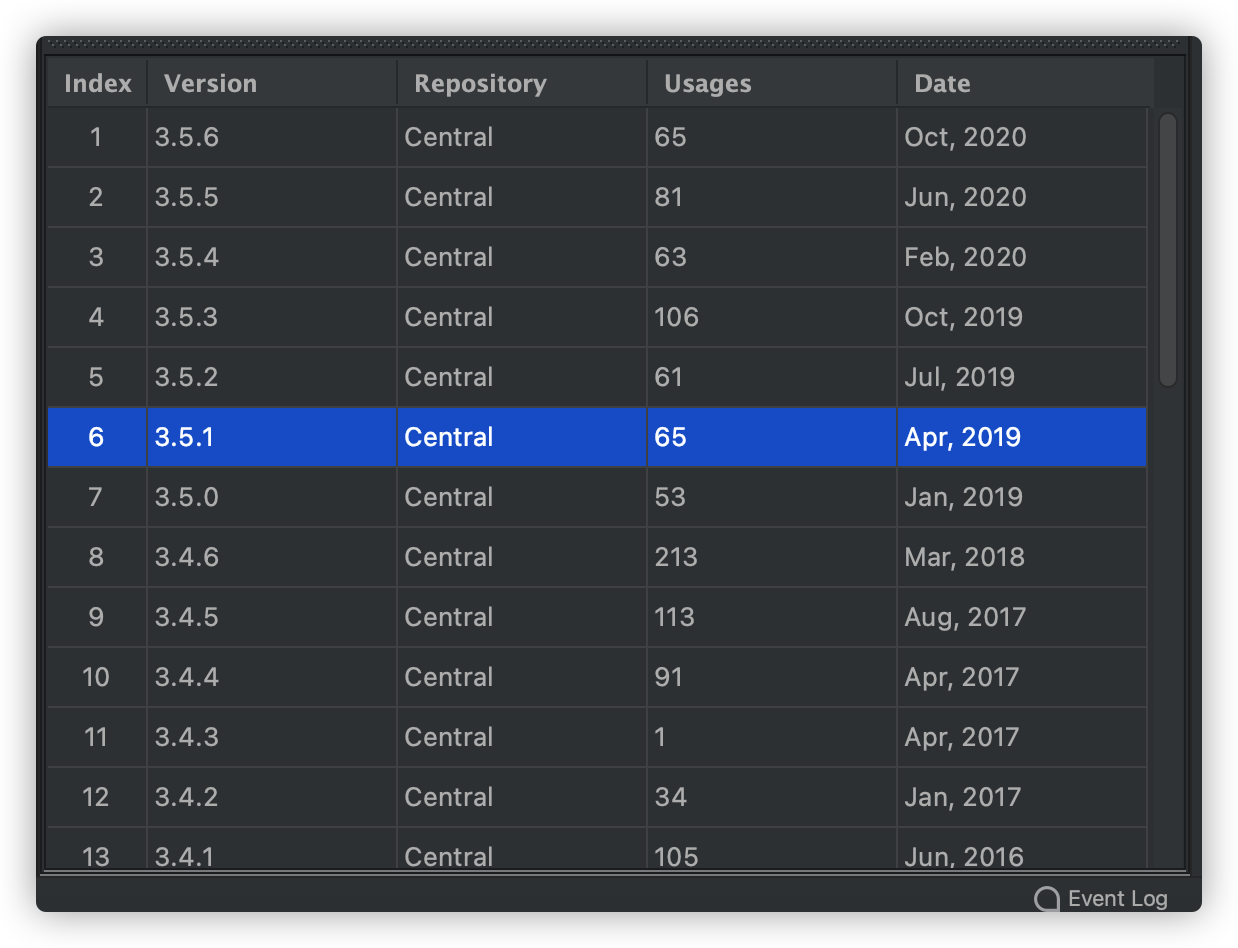 Index Version Repository Usages Date
1 3.5.6 Central 65 Oct, 2020
2 3.5.5 Central 81 Jun, 2020
3 3.5.4 Central 63 Feb, 2020
4 3.5.3 Central 106 Oct, 2019
5 3.5.2 Central 61 Jul, 2019
6 3.5.1 Central 65 Apr, 2019
7 3.5.0 Central 53 Jan, 2019
8 3.4.6 Central 213 Mar, 2018
9 3.4.5 Central 113 Aug, 2017
10 3.4.4 Central 91 Apr, 2017
11 3.4.3 Central 1 Apr, 2017
12 3.4.2 Central 34 Jan, 2017
13 3.4.1 Central 105 Jun, 2016
Event Log